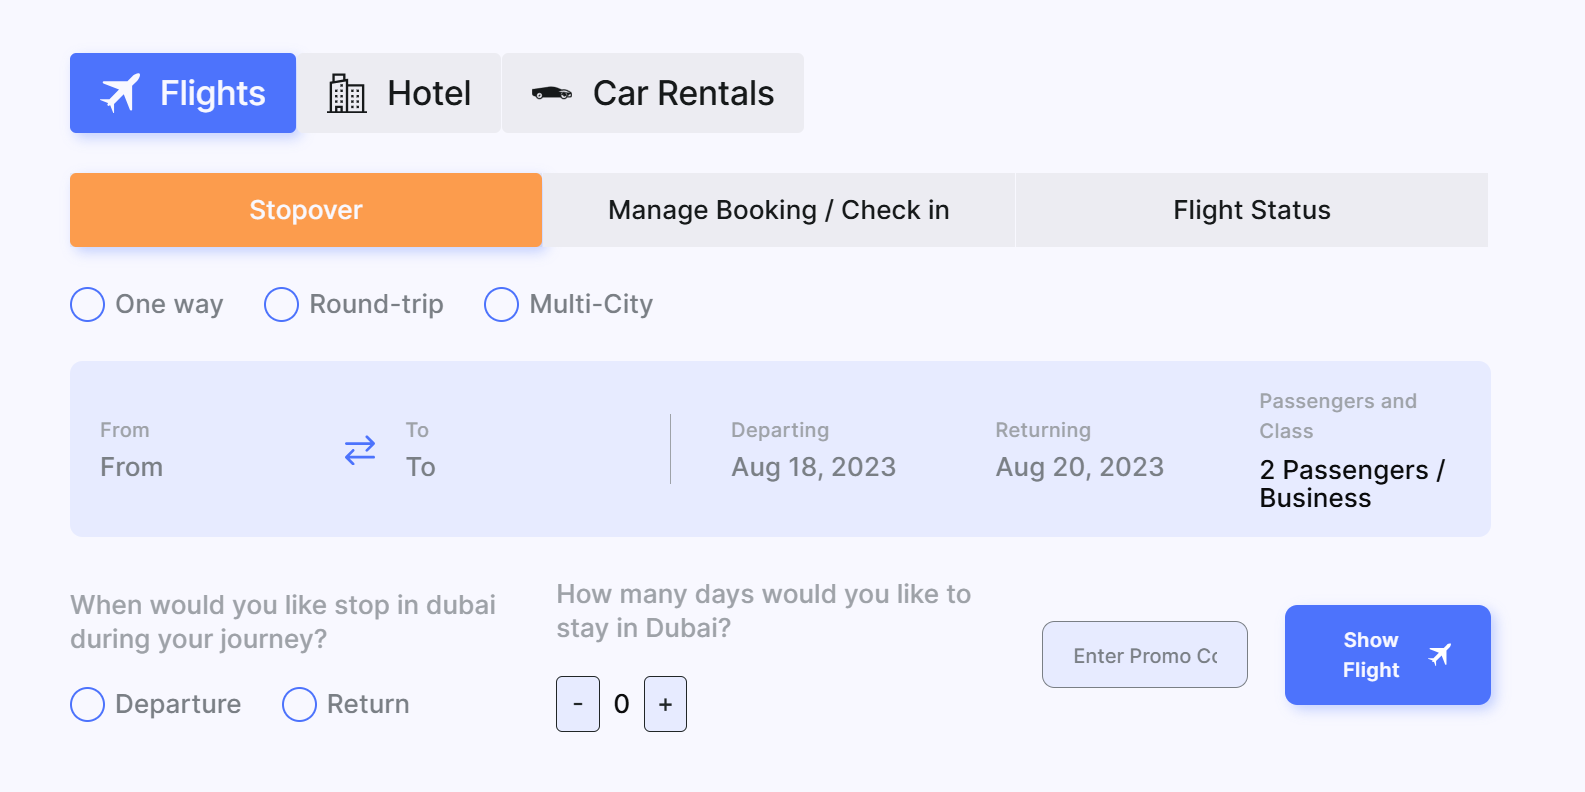 Flights
Hotel
Car Rentals
Stopover
Manage Booking / Check in
Flight Status
One way
Round-trip
Multi-City
From
From
To
To
Departing
Aug 18, 2023
Returning
Aug 20, 2023
Passengers and
Class
2 Passengers /
Business
When would you like stop in dubai
during your journey?
Departure
Return
How many days would you like to
stay in Dubai?
- 0 +
Enter Promo Co
Show
Flight